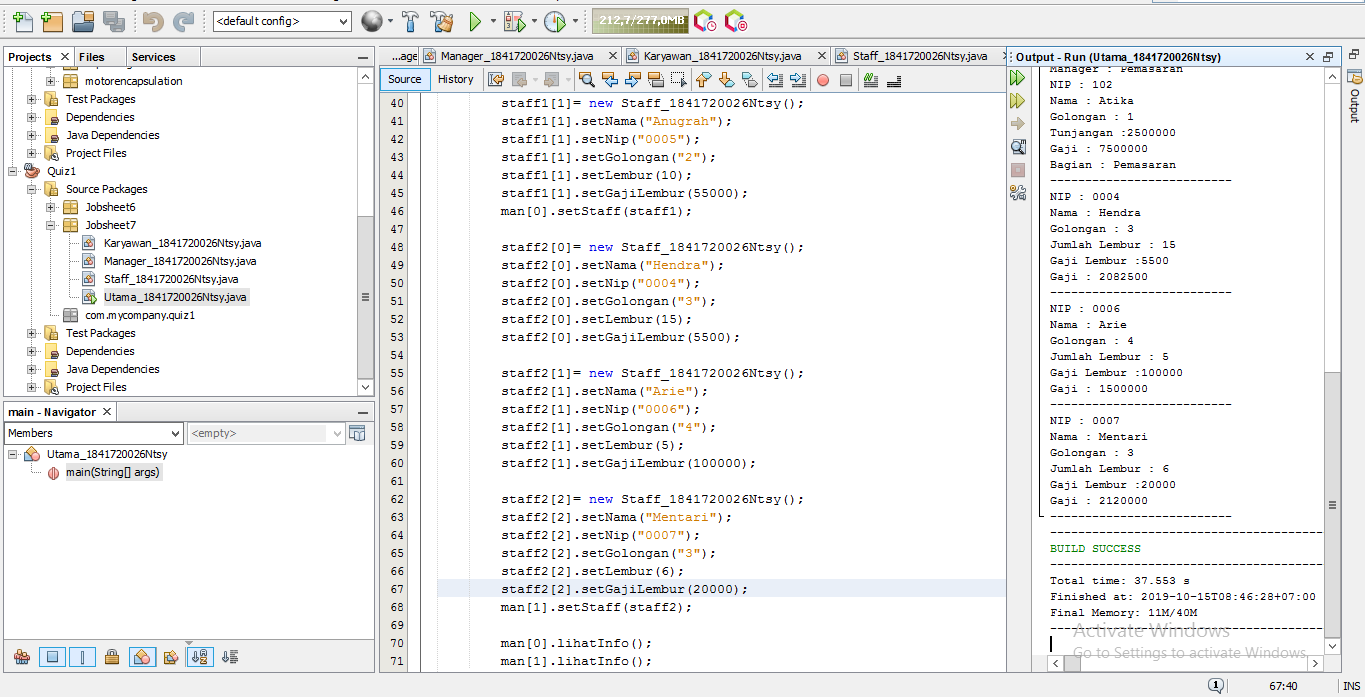 <default config>
212,7/277,0MB
Projects
Files
Services
motorencapsulation
Test Packages
Dependencies
Java Dependencies
Project Files
Quiz1
Source Packages
Jobsheet6
Jobsheet7
Karyawan_1841720026Ntsy.java
Manager_1841720026Ntsy.java
Staff_1841720026Ntsy.java
Utama_1841720026Ntsy.java
com.mycompany.quiz1
Test Packages
Dependencies
Java Dependencies
Project Files
main - Navigator
Members
<empty>
Utama_1841720026Ntsy
main(String[] args)
...age
Manager_1841720026Ntsy.java
Karyawan_1841720026Ntsy.java
Staff_1841720026Ntsy.java
Source
History
40 staff1[1]= new Staff_1841720026Ntsy();
41 staff1[1].setNama("Anugrah");
42 staff1[1].setNip("0005");
43 staff1[1].setGolongan("2");
44 staff1[1].setLembur(10);
45 staff1[1].setGajiLembur(55000);
46 man[0].setStaff(staff1);
47
48 staff2[0]= new Staff_1841720026Ntsy();
49 staff2[0].setNama("Hendra");
50 staff2[0].setNip("0004");
51 staff2[0].setGolongan("3");
52 staff2[0].setLembur(15);
53 staff2[0].setGajiLembur(5500);
54
55 staff2[1]= new Staff_1841720026Ntsy();
56 staff2[1].setNama("Arie");
57 staff2[1].setNip("0006");
58 staff2[1].setGolongan("4");
59 staff2[1].setLembur(5);
60 staff2[1].setGajiLembur(100000);
61
62 staff2[2]= new Staff_1841720026Ntsy();
63 staff2[2].setNama("Mentari");
64 staff2[2].setNip("0007");
65 staff2[2].setGolongan("3");
66 staff2[2].setLembur(6);
67 staff2[2].setGajiLembur(20000);
68 man[1].setStaff(staff2);
69
70 man[0].lihatInfo();
71 man[1].lihatInfo();
Output - Run (Utama_1841720026Ntsy)
Manager : Pemasaran
NIP : 102
Nama : Atika
Golongan : 1
Tunjangan :2500000
Gaji : 7500000
Bagian : Pemasaran
--------------------------
NIP : 0004
Nama : Hendra
Golongan : 3
Jumlah Lembur : 15
Gaji Lembur :5500
Gaji : 2082500
--------------------------
NIP : 0006
Nama : Arie
Golongan : 4
Jumlah Lembur : 5
Gaji Lembur :100000
Gaji : 1500000
--------------------------
NIP : 0007
Nama : Mentari
Golongan : 3
Jumlah Lembur : 6
Gaji Lembur :20000
Gaji : 2120000
--------------------------
---------------------------------------
BUILD SUCCESS
---------------------------------------
Total time: 37.553 s
Finished at: 2019-10-15T08:46:28+07:00
Final Memory: 11M/40M
---------------------------------------
Activate Windows
Go to Settings to activate Windows.
Output
1
67:40
INS